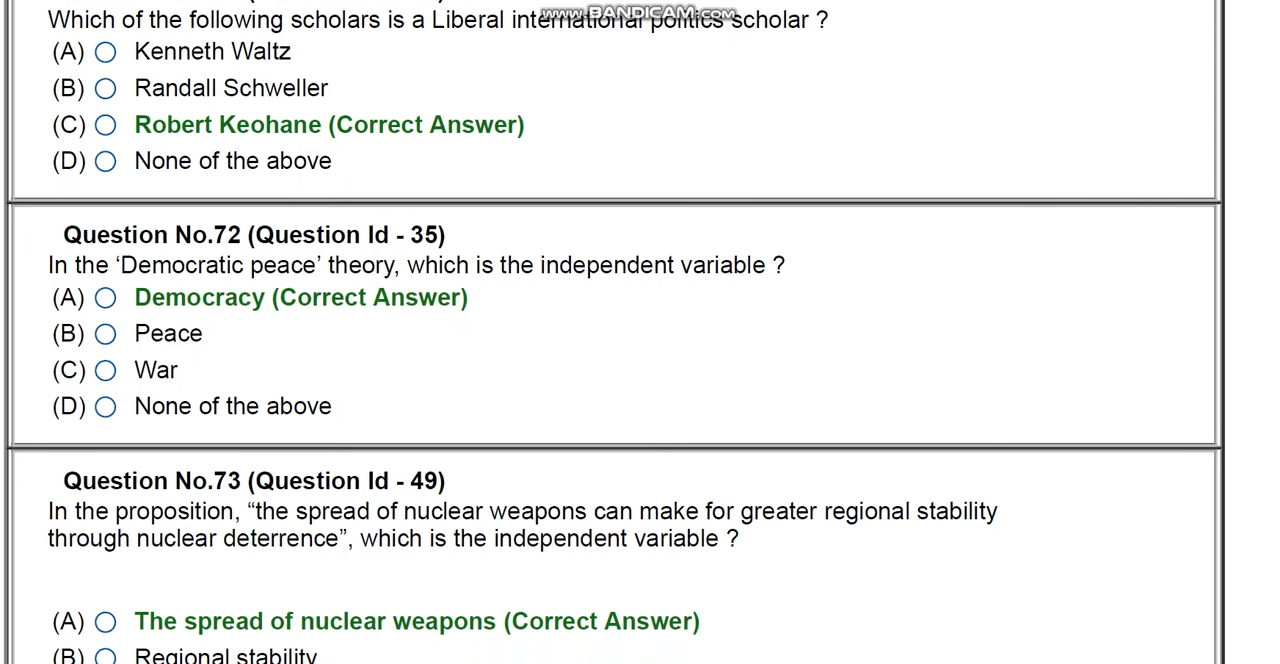 Which of the following scholars is a Liberal international politics scholar ?
www.BANDICAM.com
(A) Kenneth Waltz
(B) Randall Schweller
(C) Robert Keohane (Correct Answer)
(D) None of the above
Question No.72 (Question Id - 35)
In the ‘Democratic peace’ theory, which is the independent variable ?
(A) Democracy (Correct Answer)
(B) Peace
(C) War
(D) None of the above
Question No.73 (Question Id - 49)
In the proposition, “the spread of nuclear weapons can make for greater regional stability
through nuclear deterrence”, which is the independent variable ?
(A) The spread of nuclear weapons (Correct Answer)
(B) Regional stability